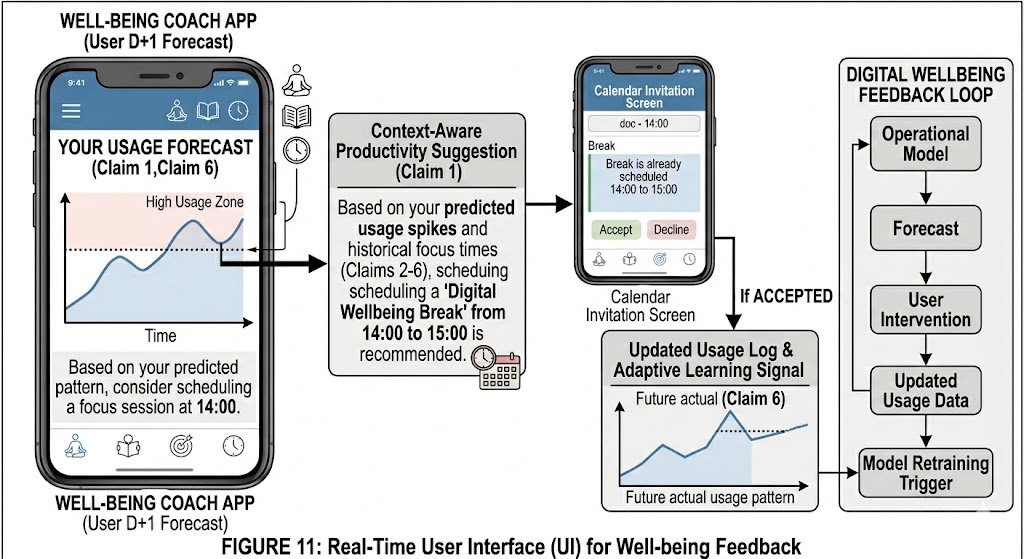 WELL-BEING COACH APP
(User D+1 Forecast)
9:41
YOUR USAGE FORECAST
(Claim 1,Claim 6)
High Usage Zone
Time
Based on your predicted
pattern, consider scheduling
a focus session at 14:00.
WELL-BEING COACH APP
(User D+1 Forecast)
Context-Aware
Productivity Suggestion
(Claim 1)
Based on your predicted
usage spikes and
historical focus times
(Claims 2-6), scheduing
scheduling a 'Digital
Wellbeing Break' from
14:00 to 15:00 is
recommended.
9:41
Calendar Invitation
Screen
doc - 14:00
Break
Break is already
scheduled
14:00 to 15:00
Accept
Decline
Calendar
Invitation Screen
If ACCEPTED
Updated Usage Log &
Adaptive Learning Signal
Future actual (Claim 6)
Future actual usage pattern
DIGITAL WELLBEING
FEEDBACK LOOP
Operational
Model
Forecast
User
Intervention
Updated
Usage Data
Model Retraining
Trigger
FIGURE 11: Real-Time User Interface (UI) for Well-being Feedback